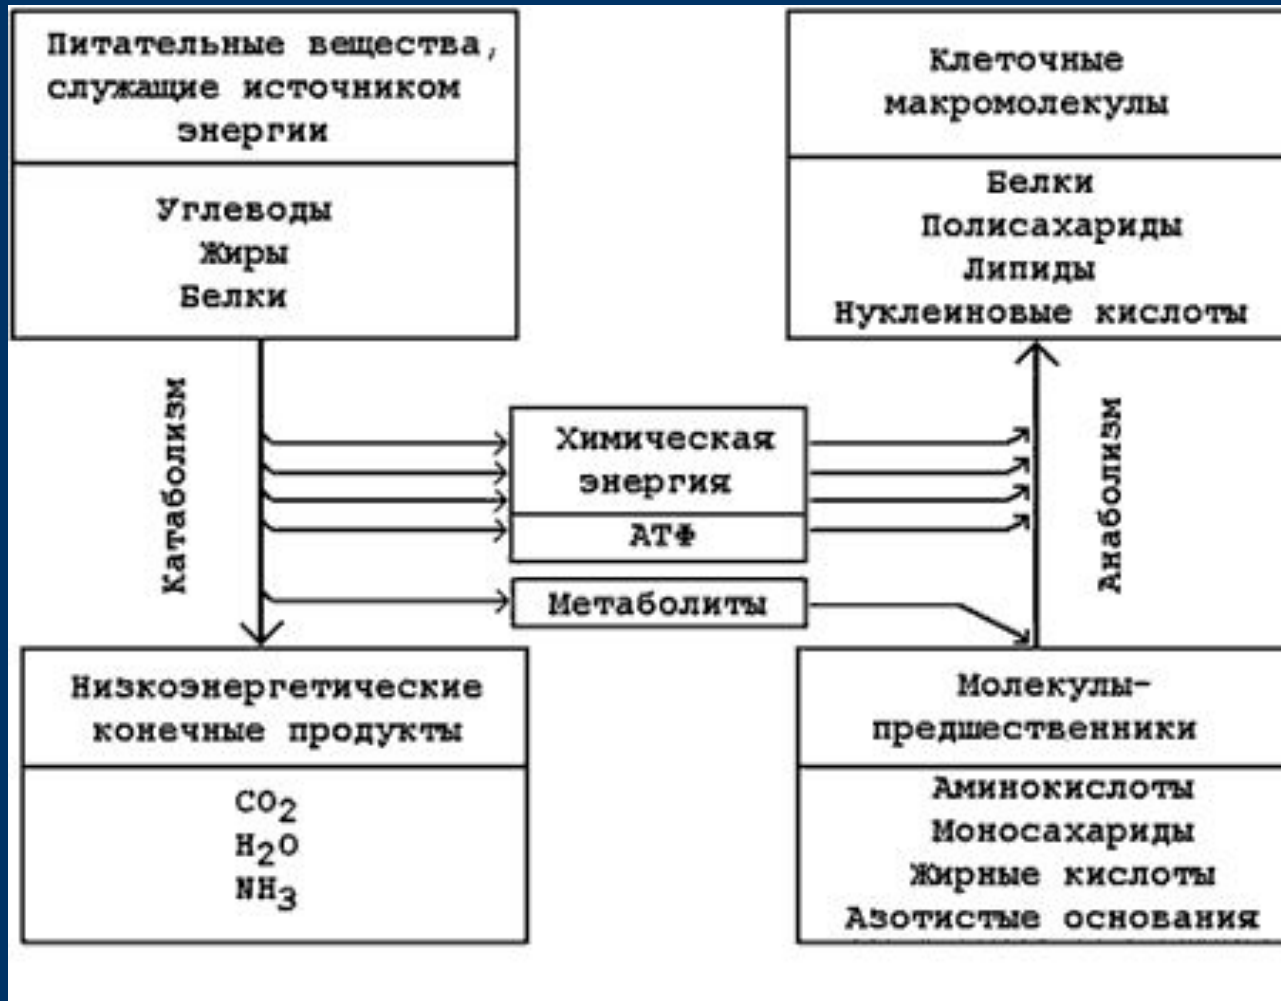 Питательные вещества,
служащие источником
энергии
Углеводы
Жиры
Белки
Клеточные
макромолекулы
Белки
Полисахариды
Липиды
Нуклеиновые кислоты
Катаболизм
Химическая
энергия
АТФ
Метаболиты
Анаболизм
Низкоэнергетические
конечные продукты
CO2
H2O
NH3
Молекулы-
предшественники
Аминокислоты
Моносахариды
Жирные кислоты
Азотистые основания